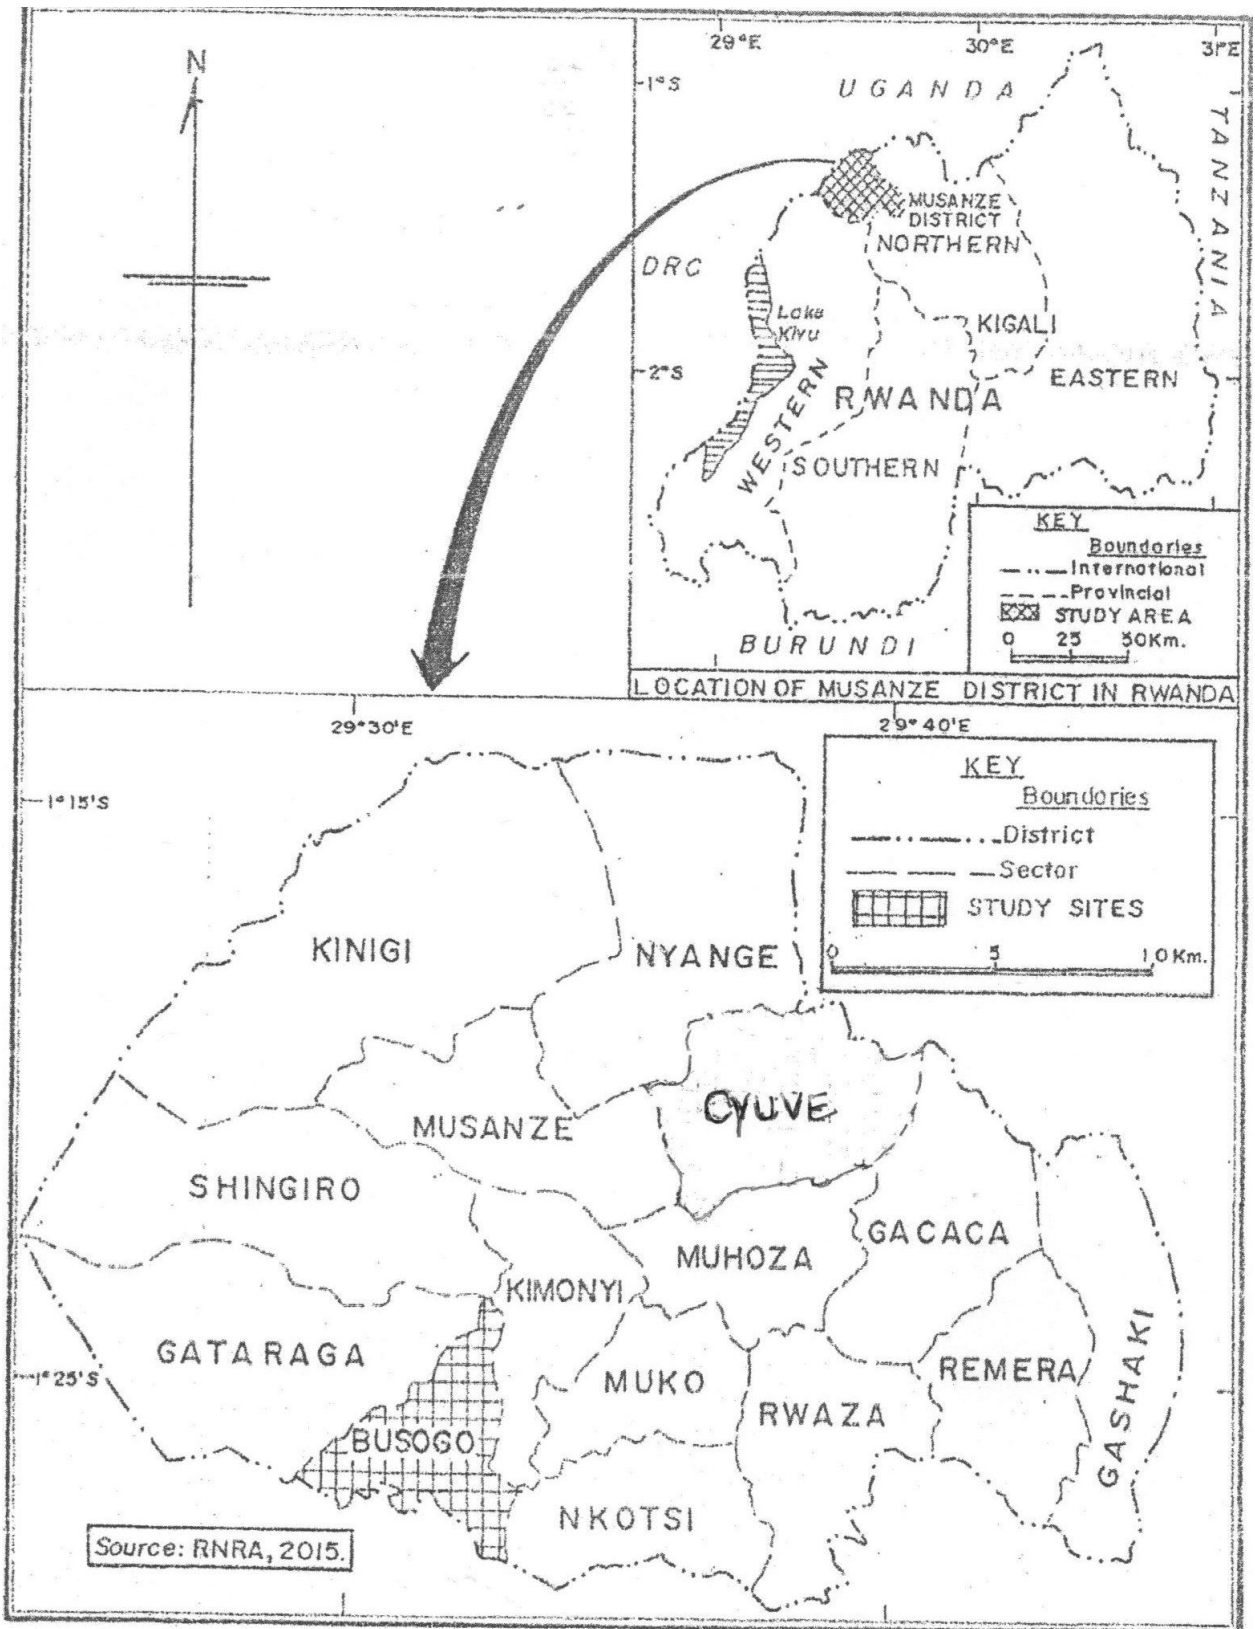 N
29°E 30°E 31°E
1°S
UGANDA
TANZANIA
MUSANZE
DISTRICT
NORTHERN
DRC
Lake
Kivu
KIGALI
2°S
EASTERN
RWANDA
WESTERN
SOUTHERN
BURUNDI
KEY
Boundaries
International
Provincial
STUDY AREA
0 25 50Km.
LOCATION OF MUSANZE DISTRICT IN RWANDA
29°30'E 29°40'E
KEY
Boundaries
District
Sector
STUDY SITES
0 5 10Km.
1°15'S
KINIGI
NYANGE
CYUVE
MUSANZE
SHINGIRO
GACACA
MUHOZA
KIMONYI
GATARAGA
1°25'S
MUKO
REMERA
GASHAKI
RWAZA
BUSOGO
NKOTSI
Source: RNRA, 2015.